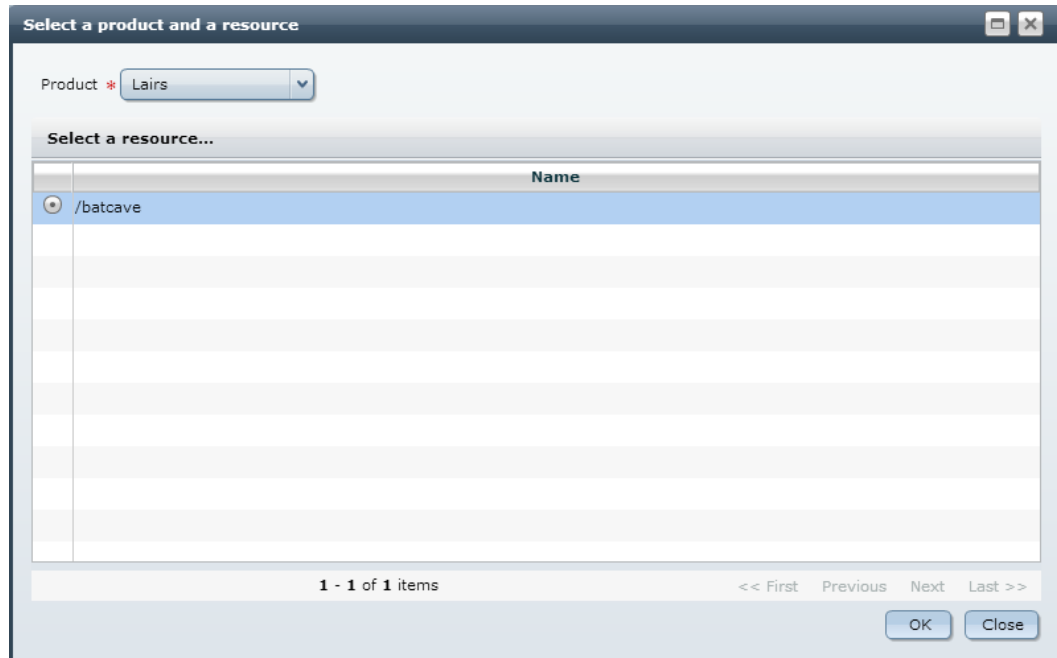 Select a product and a resource
Product * Lairs
Select a resource...
Name
/batcave
1 - 1 of 1 items << First Previous Next Last >>
OK Close